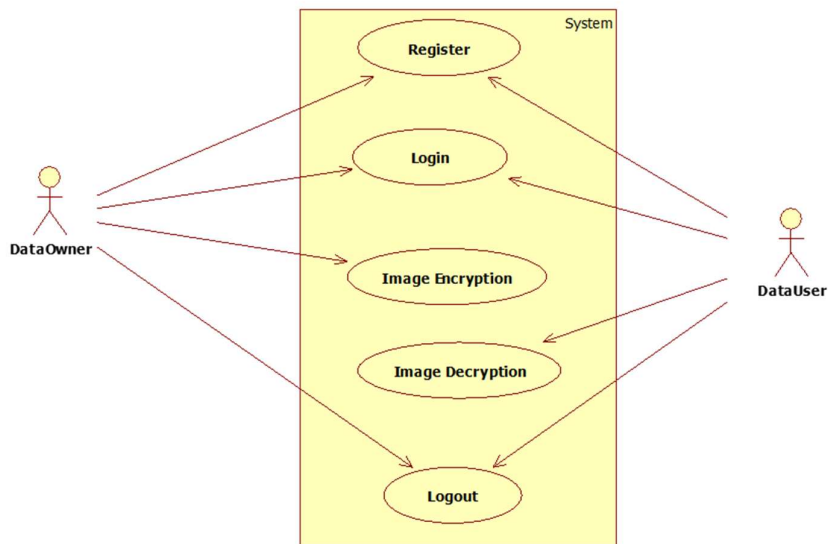 System
Register
Login
DataOwner
Image Encryption
DataUser
Image Decryption
Logout